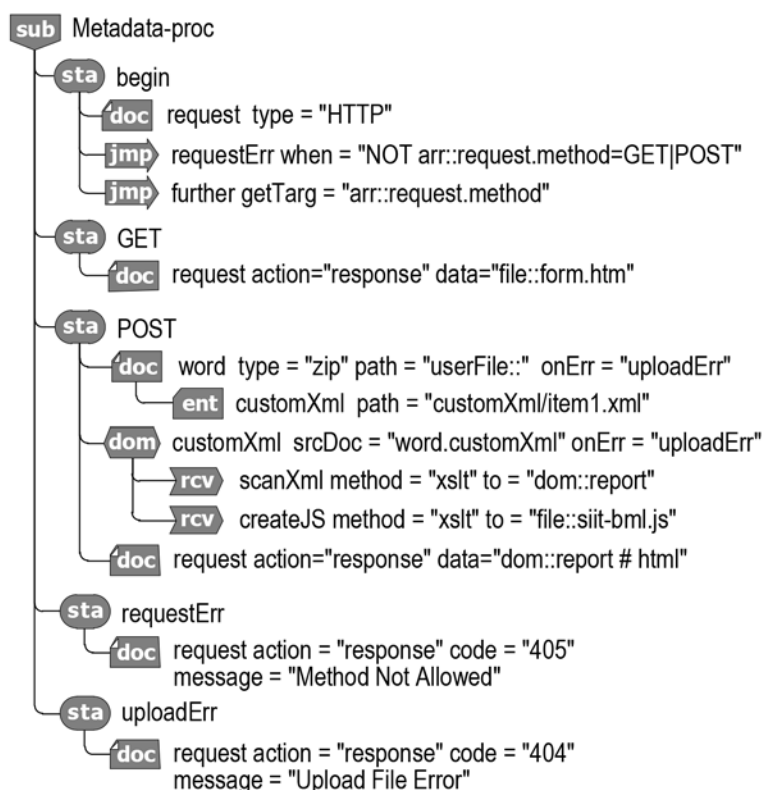 sub Metadata-proc
sta begin
doc request type = "HTTP"
jmp requestErr when = "NOT arr::request.method=GET|POST"
jmp further getTarg = "arr::request.method"
sta GET
doc request action="response" data="file::form.htm"
sta POST
doc word type = "zip" path = "userFile::" onErr = "uploadErr"
ent customXml path = "customXml/item1.xml"
dom customXml srcDoc = "word.customXml" onErr = "uploadErr"
rcv scanXml method = "xslt" to = "dom::report"
rcv createJS method = "xslt" to = "file::siit-bml.js"
doc request action="response" data="dom::report # html"
sta requestErr
doc request action = "response" code = "405"
message = "Method Not Allowed"
sta uploadErr
doc request action = "response" code = "404"
message = "Upload File Error"